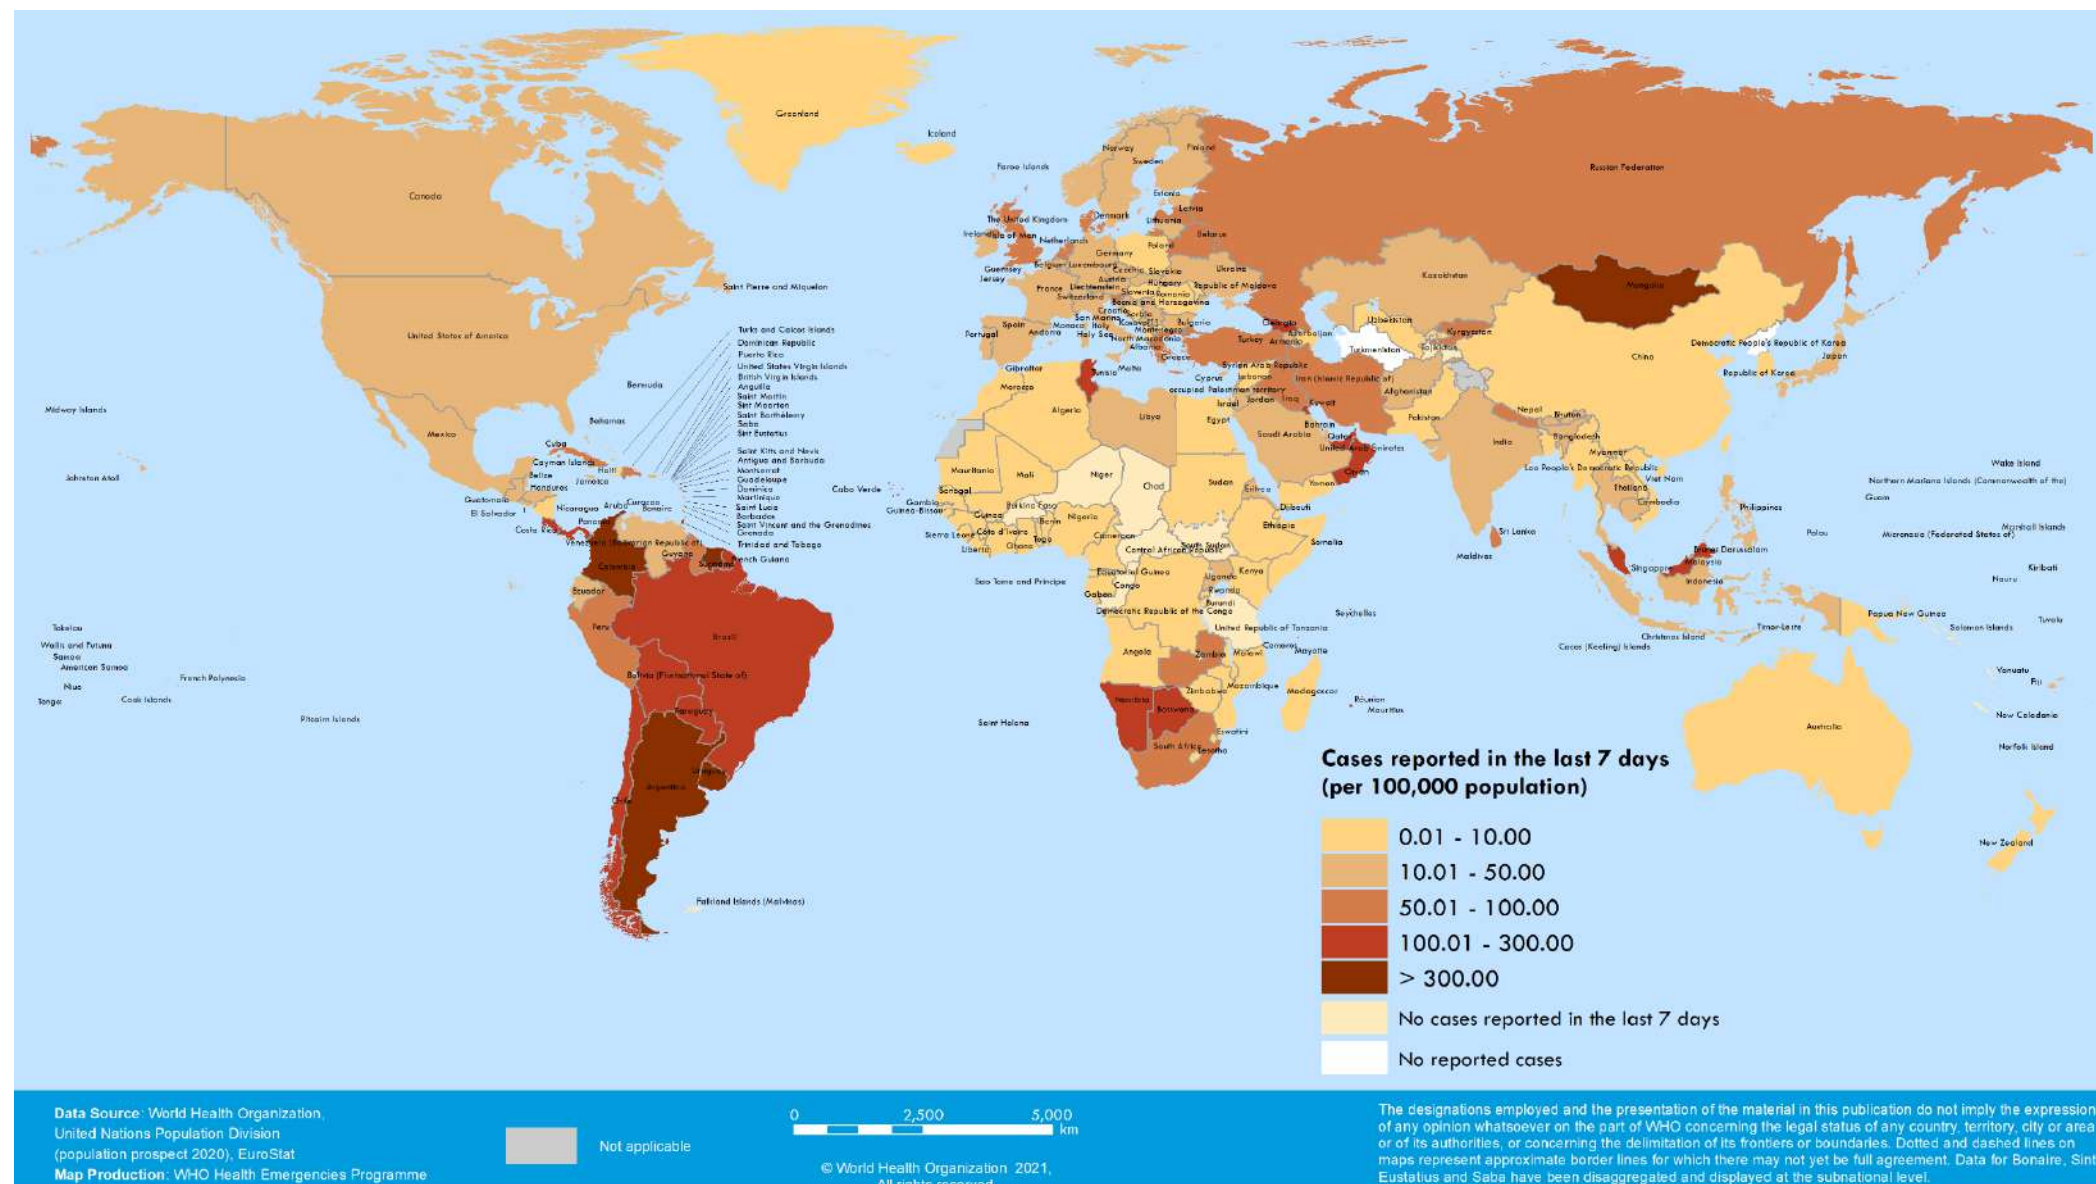 Greenland
Iceland
Faroe Islands
Norway
Sweden
Finland
Russian Federation
Canada
Estonia
Latvia
Lithuania
Denmark
The United Kingdom
Ireland
Isle of Man
Netherlands
Belarus
Poland
Germany
Belgium
Luxembourg
Czechia
Slovakia
Ukraine
Kazakhstan
Guernsey
Jersey
France
Liechtenstein
Austria
Hungary
Republic of Moldova
Switzerland
Slovenia
Romania
Bosnia and Herzegovina
Mongolia
Saint Pierre and Miquelon
Croatia
Serbia
San Marino
Monaco
Italy
Kosovo[1]
Bulgaria
Montenegro
Spain
Portugal
Andorra
Holy See
North Macedonia
Albania
Greece
Georgia
Azerbaijan
Turkey
Armenia
Uzbekistan
Kyrgyzstan
Turkmenistan
Tajikistan
China
Democratic People's Republic of Korea
Japan
Republic of Korea
United States of America
Turks and Caicos Islands
Dominican Republic
Puerto Rico
United States Virgin Islands
British Virgin Islands
Anguilla
Saint Martin
Sint Maarten
Saint Barthélemy
Saba
Sint Eustatius
Saint Kitts and Nevis
Antigua and Barbuda
Montserrat
Guadeloupe
Dominica
Martinique
Saint Lucia
Barbados
Saint Vincent and the Grenadines
Grenada
Trinidad and Tobago
French Guiana
Bermuda
Bahamas
Midway Islands
Johnston Atoll
Mexico
Cuba
Cayman Islands
Haiti
Belize
Jamaica
Honduras
Guatemala
El Salvador
Nicaragua
Aruba
Curacao
Bonaire
Costa Rica
Panama
Venezuela (Bolivarian Republic of)
Guyana
Suriname
Colombia
Ecuador
Peru
Brazil
Bolivia (Plurinational State of)
Paraguay
Uruguay
Argentina
Chile
Falkland Islands (Malvinas)
Gibraltar
Tunisia
Malta
Morocco
Algeria
Libya
Egypt
Cyprus
Lebanon
Syrian Arab Republic
occupied Palestinian territory
Israel
Jordan
Iraq
Iran (Islamic Republic of)
Kuwait
Afghanistan
Pakistan
Bahrain
Qatar
Saudi Arabia
United Arab Emirates
Oman
Yemen
Nepal
Bhutan
India
Bangladesh
Myanmar
Lao People's Democratic Republic
Viet Nam
Thailand
Cambodia
Philippines
Sri Lanka
Maldives
Brunei Darussalam
Malaysia
Singapore
Indonesia
Wake Island
Northern Mariana Islands (Commonwealth of the)
Guam
Marshall Islands
Palau
Micronesia (Federated States of)
Kiribati
Nauru
Papua New Guinea
Solomon Islands
Tuvalu
Timor-Leste
Christmas Island
Cocos (Keeling) Islands
Vanuatu
Fiji
New Caledonia
Norfolk Island
Australia
New Zealand
Cabo Verde
Mauritania
Mali
Niger
Chad
Sudan
Eritrea
Senegal
Gambia
Guinea-Bissau
Guinea
Burkina Faso
Benin
Nigeria
Djibouti
Ethiopia
Somalia
Sierra Leone
Côte d'Ivoire
Liberia
Ghana
Togo
Cameroon
Central African Republic
South Sudan
Sao Tome and Principe
Equatorial Guinea
Congo
Gabon
Uganda
Kenya
Rwanda
Burundi
Democratic Republic of the Congo
United Republic of Tanzania
Seychelles
Comoros
Mayotte
Angola
Zambia
Malawi
Mozambique
Madagascar
Réunion
Mauritius
Namibia
Botswana
Zimbabwe
South Africa
Eswatini
Lesotho
Saint Helena
Tokelau
Wallis and Futuna
Samoa
American Samoa
Niue
Tonga
Cook Islands
French Polynesia
Pitcairn Islands
Cases reported in the last 7 days
(per 100,000 population)
0.01 - 10.00
10.01 - 50.00
50.01 - 100.00
100.01 - 300.00
> 300.00
No cases reported in the last 7 days
No reported cases
Data Source: World Health Organization,
United Nations Population Division
(population prospect 2020), EuroStat
Map Production: WHO Health Emergencies Programme
Not applicable
0 2,500 5,000
km
© World Health Organization 2021,
All rights reserved
The designations employed and the presentation of the material in this publication do not imply the expression
of any opinion whatsoever on the part of WHO concerning the legal status of any country, territory, city or area
or of its authorities, or concerning the delimitation of its frontiers or boundaries. Dotted and dashed lines on
maps represent approximate border lines for which there may not yet be full agreement. Data for Bonaire, Sint
Eustatius and Saba have been disaggregated and displayed at the subnational level.